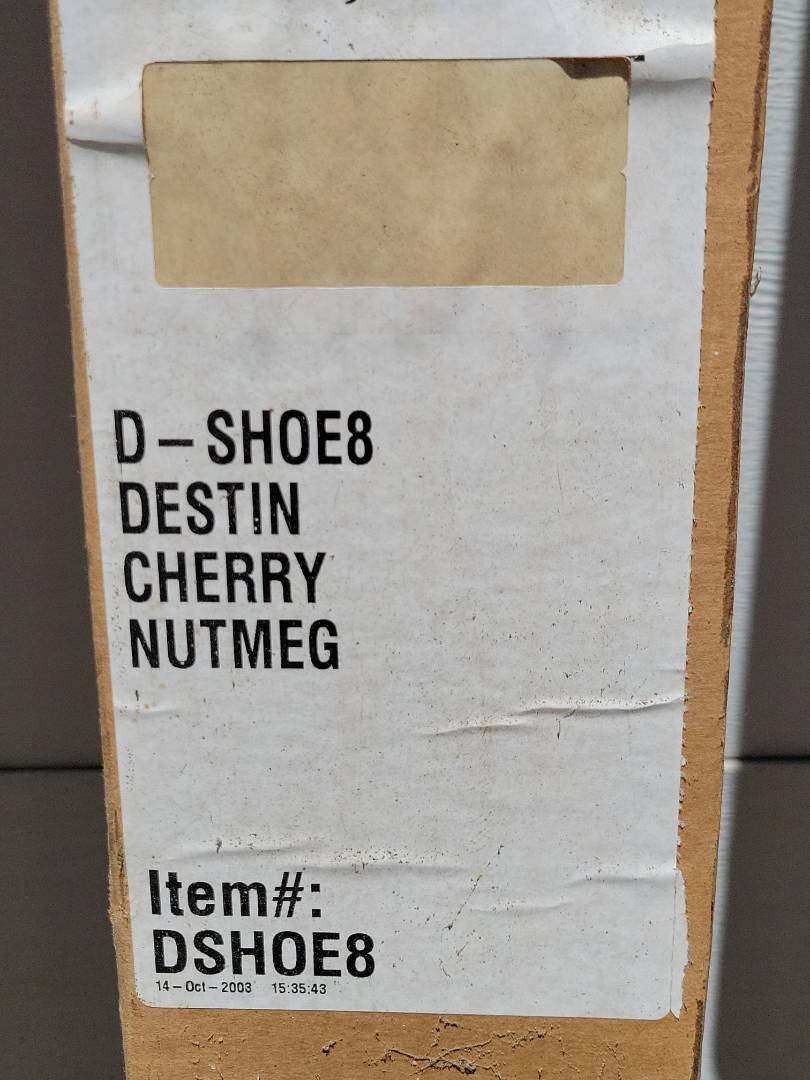 D-SHOE8
DESTIN
CHERRY
NUTMEG
Item#:
DSHOE8
14-Oct-2003 15:35:43